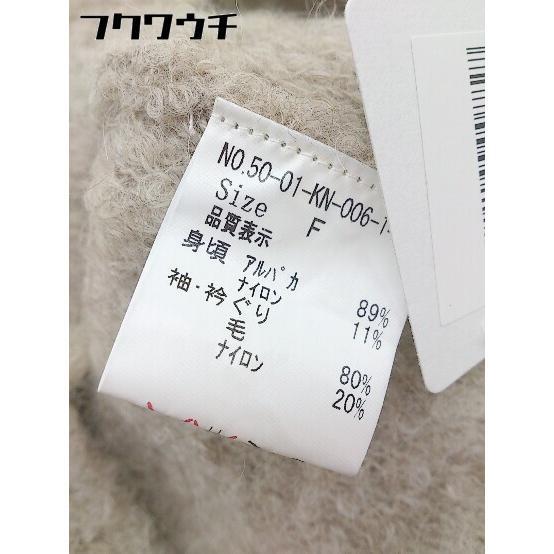 フクワウチ
NO.50-01-KN-006-1-
Size F
品質表示
身頃 アルパカ 89%
ナイロン 11%
袖・衿ぐり
毛 80%
ナイロン 20%